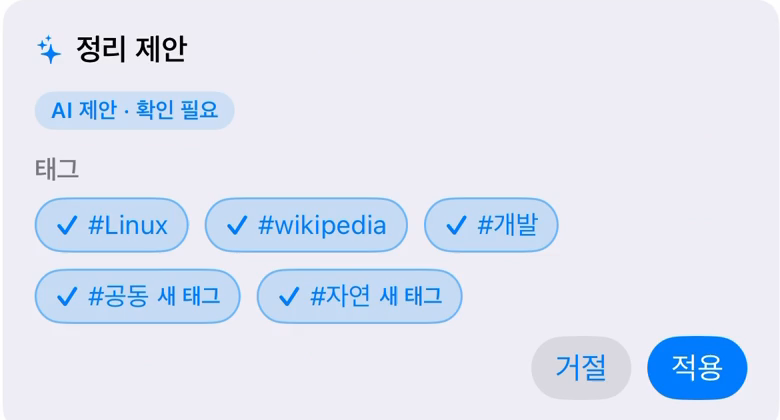 정리 제안
AI 제안 · 확인 필요
태그
#Linux #wikipedia #개발
#공동 새 태그 #자연 새 태그
거절 적용